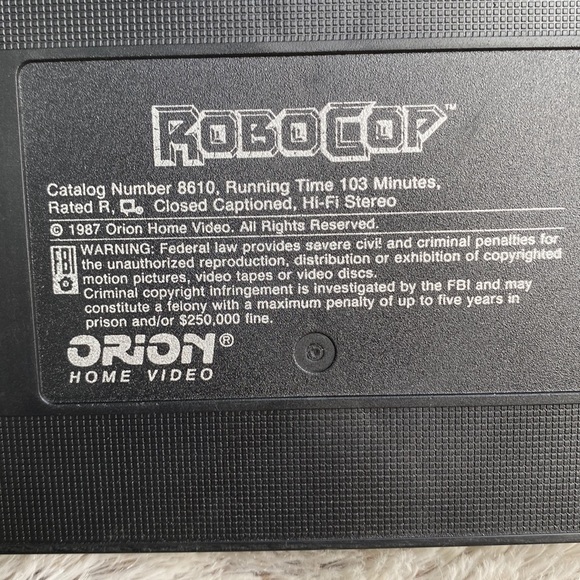 ROBOCOP™
Catalog Number 8610, Running Time 103 Minutes,
Rated R, Closed Captioned, Hi-Fi Stereo
© 1987 Orion Home Video. All Rights Reserved.
FBI
WARNING: Federal law provides savere civil and criminal penalties for
the unauthorized reproduction, distribution or exhibition of copyrighted
motion pictures, video tapes or video discs.
Criminal copyright infringement is investigated by the FBI and may
constitute a felony with a maximum penalty of up to five years in
prison and/or $250,000 fine.
ORION®
HOME VIDEO